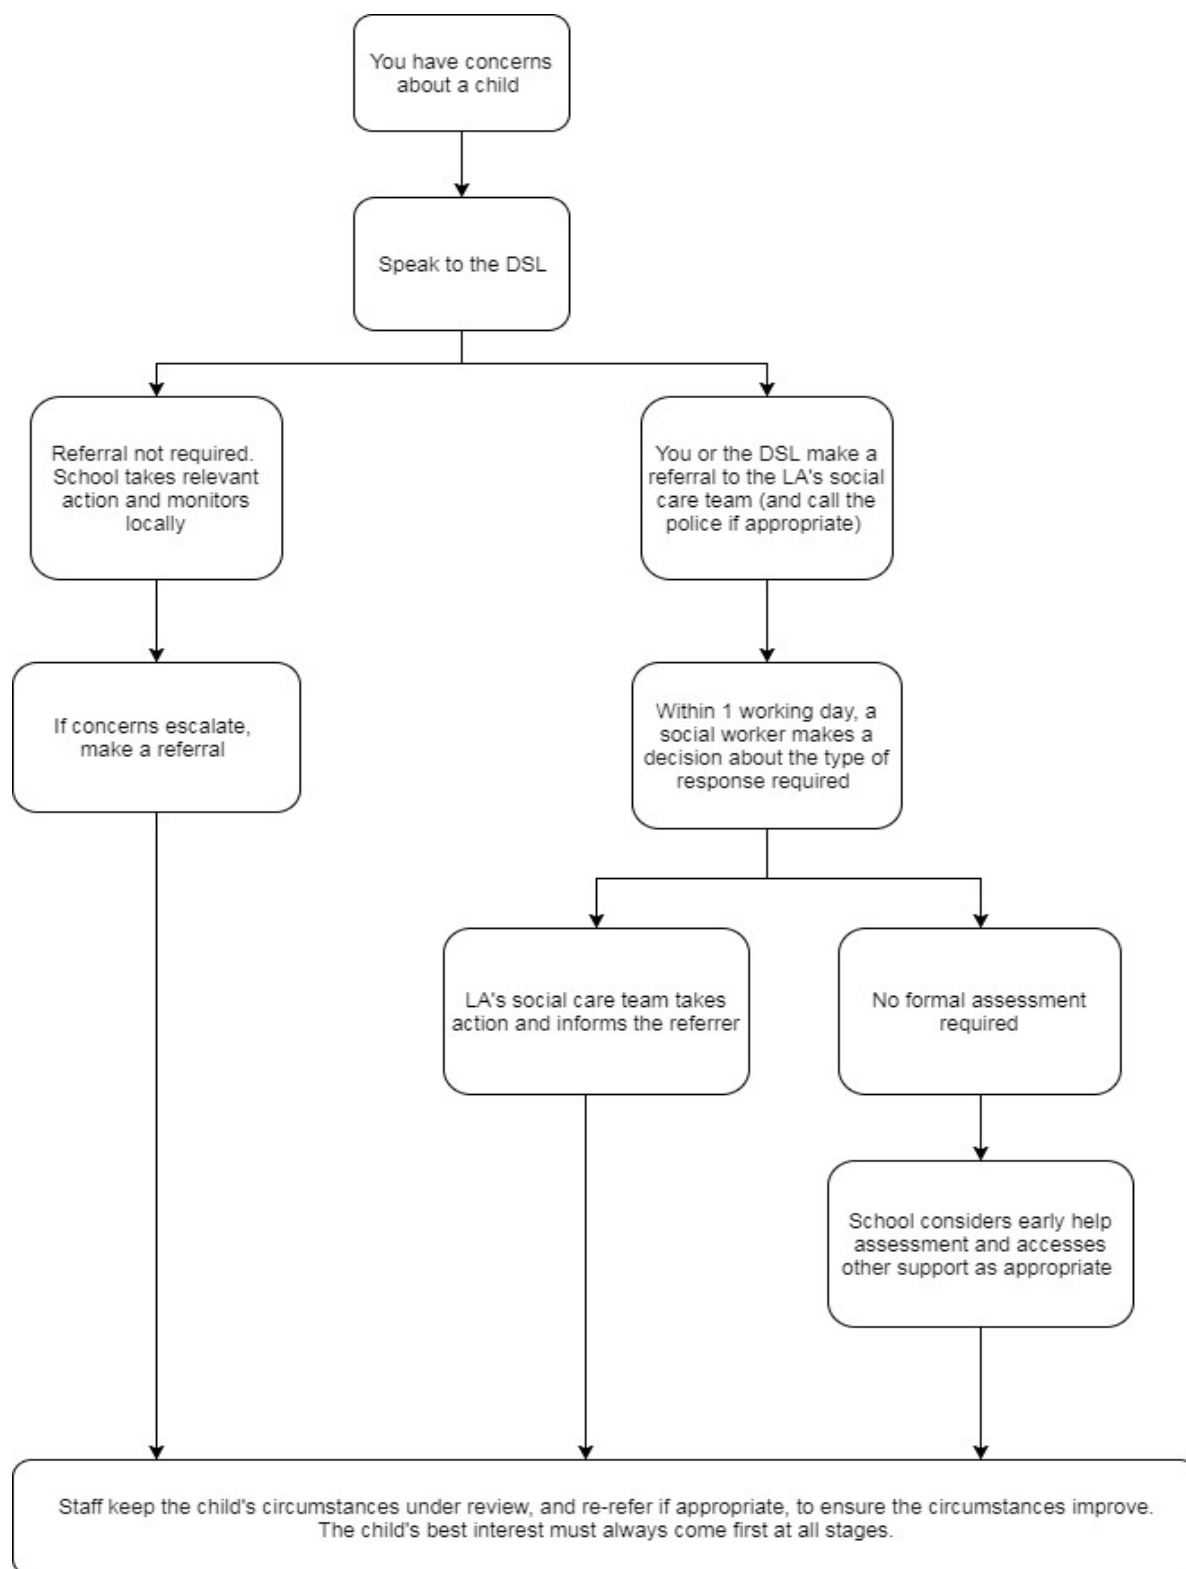 You have concerns
about a child
Speak to the DSL
Referral not required.
School takes relevant
action and monitors
locally
You or the DSL make a
referral to the LA's social
care team (and call the
police if appropriate)
If concerns escalate,
make a referral
Within 1 working day, a
social worker makes a
decision about the type of
response required
LA's social care team takes
action and informs the referrer
No formal assessment
required
School considers early help
assessment and accesses
other support as appropriate
Staff keep the child's circumstances under review, and re-refer if appropriate, to ensure the circumstances improve.
The child's best interest must always come first at all stages.